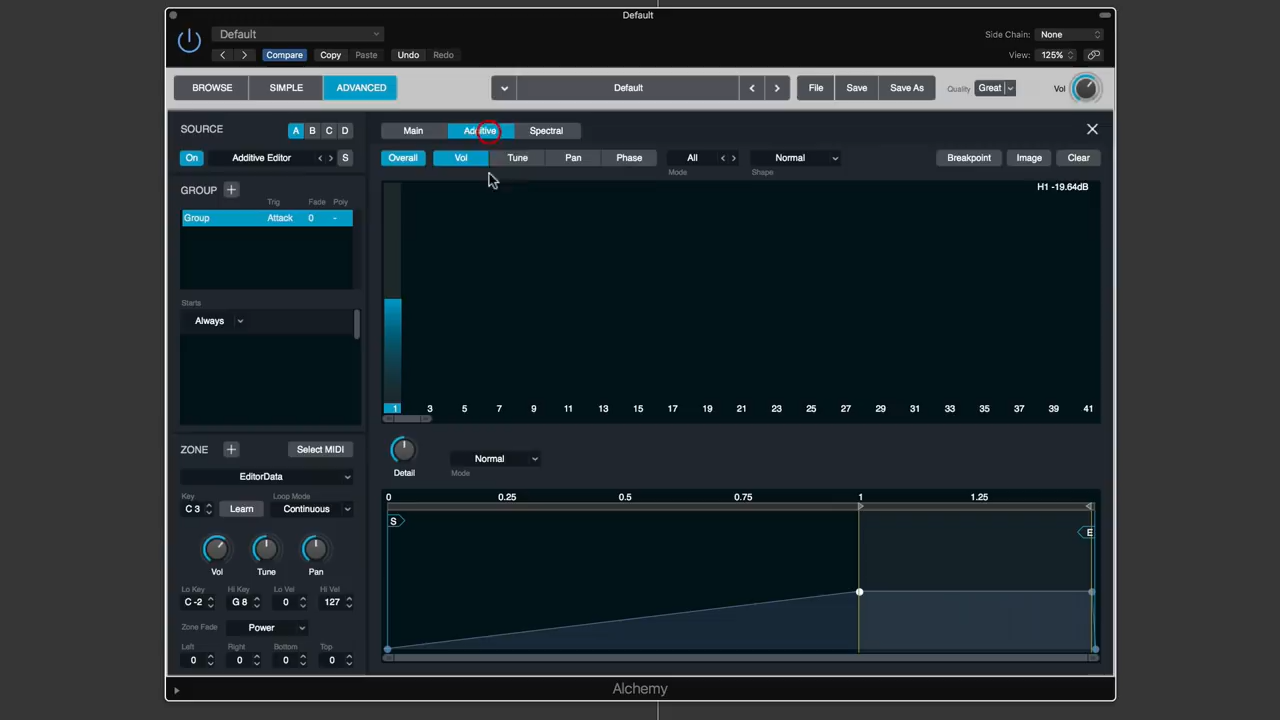 Default
Default
Side Chain: None
Compare Copy Paste Undo Redo
View: 125%
BROWSE SIMPLE ADVANCED
Default
File Save Save As
Quality Great
Vol
SOURCE A B C D
Main Additive Spectral
On Additive Editor S
Overall Vol Tune Pan Phase
All
Mode
Normal
Shape
Breakpoint Image Clear
GROUP
H1 -19.64dB
Trig Fade Poly
Group Attack 0 -
Starts
Always
1 3 5 7 9 11 13 15 17 19 21 23 25 27 29 31 33 35 37 39 41
ZONE Select MIDI
Detail
Normal
Mode
EditorData
Key Loop Mode
C 3 Learn Continuous
0 0.25 0.5 0.75 1 1.25
S
E
Vol Tune Pan
Lo Key Hi Key Lo Vel Hi Vel
C -2 G 8 0 127
Zone Fade Power
Left Right Bottom Top
0 0 0 0
Alchemy